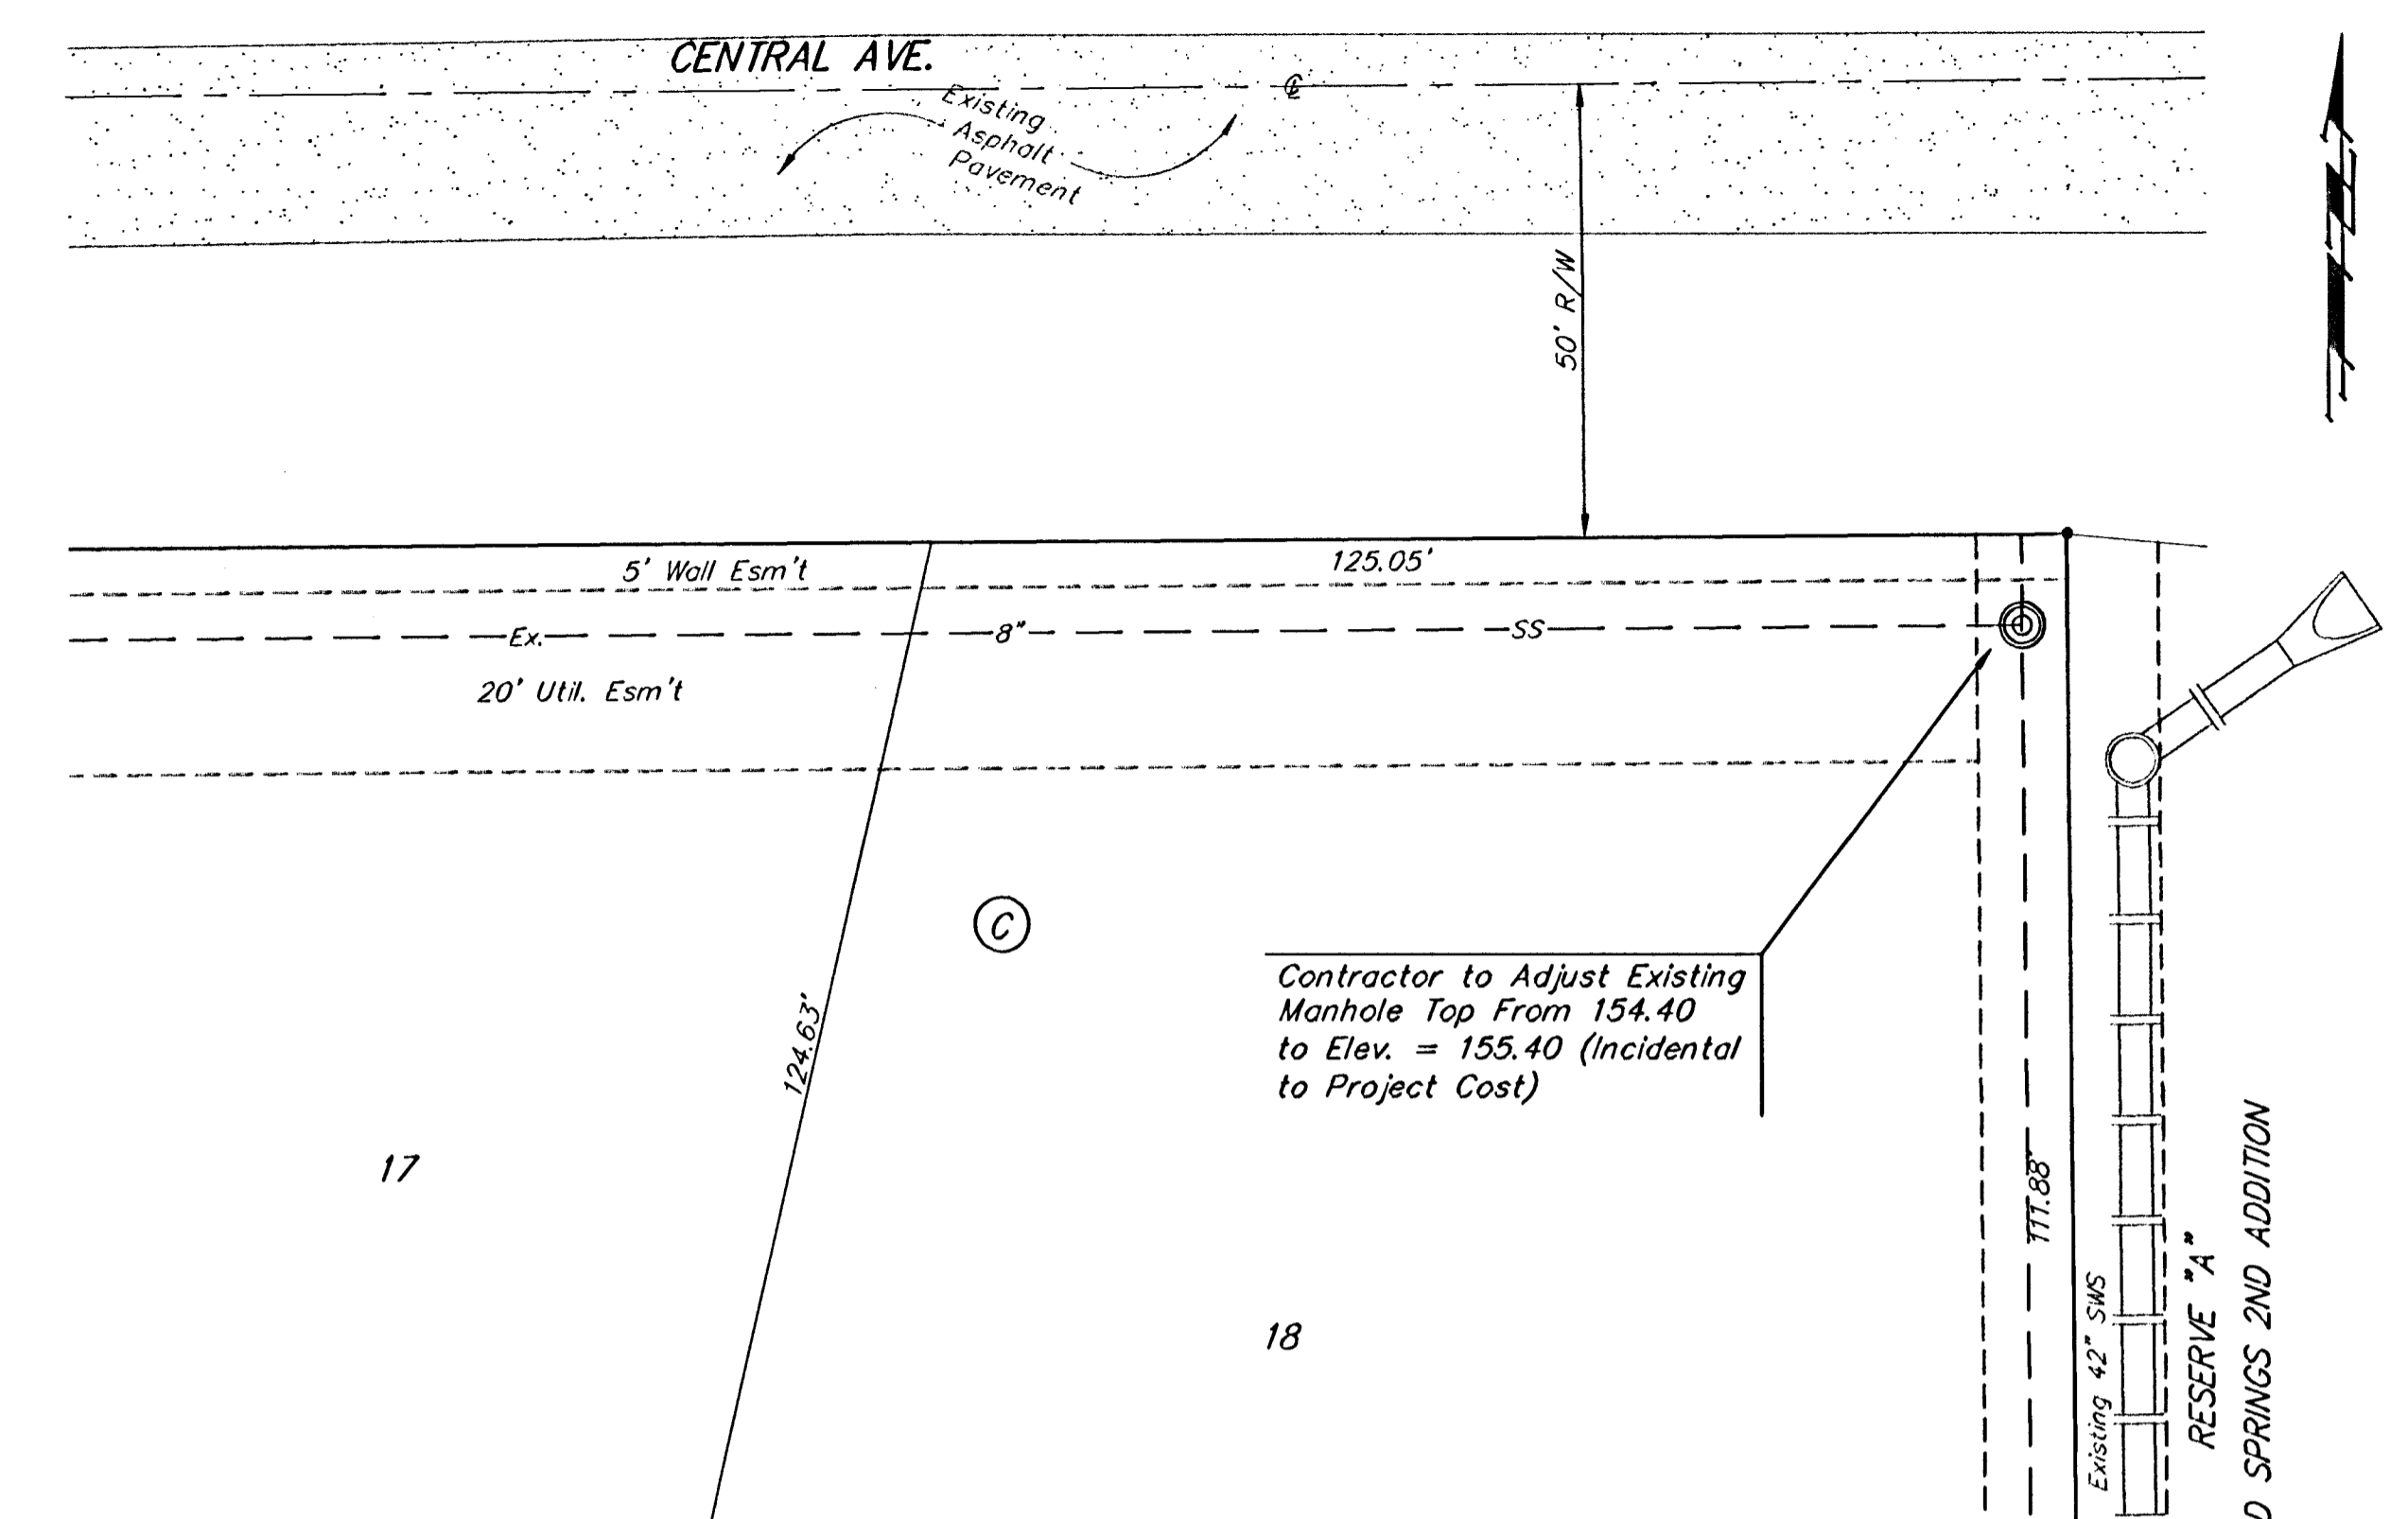 CENTRAL AVE.
℄
Existing
Asphalt
Pavement
50' R/W
5' Wall Esm't
125.05'
Ex. 8" SS
20' Util. Esm't
C
Contractor to Adjust Existing
Manhole Top From 154.40
to Elev. = 155.40 (Incidental
to Project Cost)
124.63'
17
18
111.88'
Existing 42" SWS
RESERVE "A"
SPRINGS 2ND ADDITION